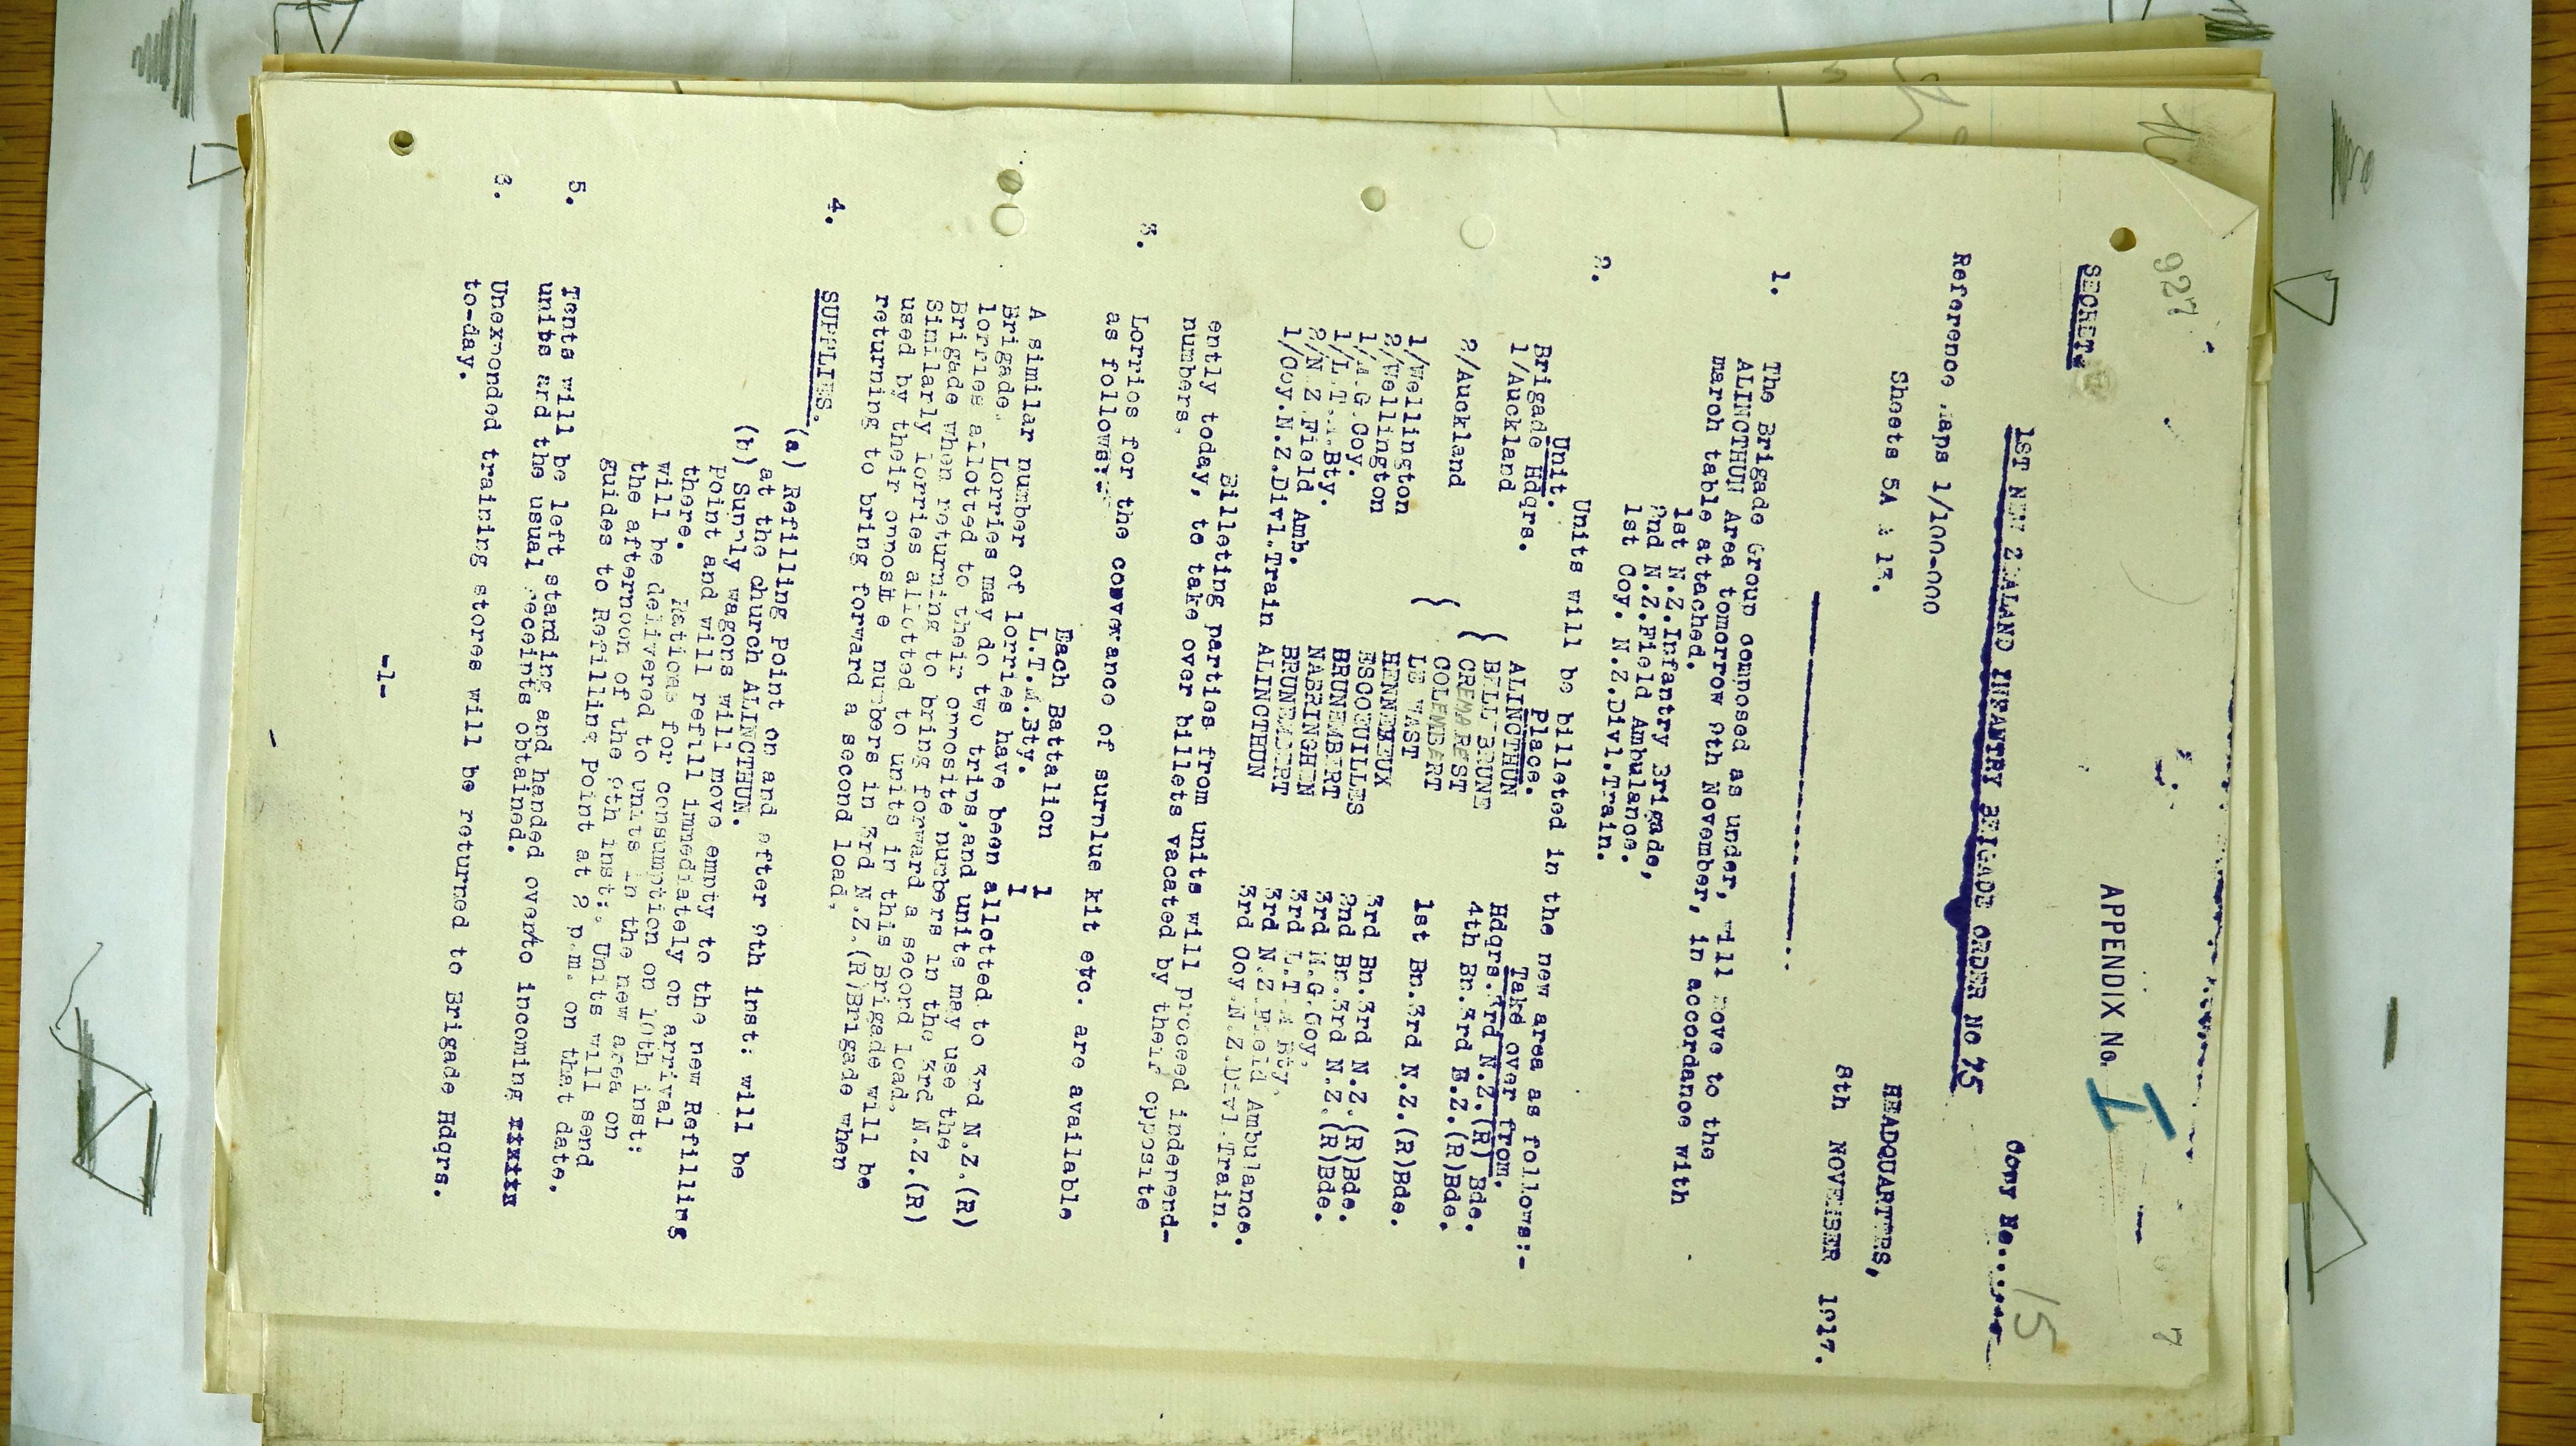 927
7
APPENDIX No. I
SECRET.
Copy No....... 15
1ST NEW ZEALAND INFANTRY BRIGADE ORDER No 75
HEADQUARTERS,
8th NOVEMBER 1917.
Reference maps 1/100-000
Sheets 5A & 13.
1. The Brigade Group composed as under, will move to the
ALINCTHUN Area tomorrow 9th November, in accordance with
march table attached.
1st N.Z.Infantry Brigade,
2nd N.Z.Field Ambulance.
1st Coy. N.Z.Divl.Train.
2. Units will be billeted in the new area as follows:-
Unit. Place. Take over from.
Brigade Hdqrs. ALINCTHUN Hdqrs.3rd N.Z.(R) Bde.
1/Auckland { BELL BRUNE 4th Bn.3rd N.Z.(R)Bde.
CREMAREST
2/Auckland { COLEMBERT 1st Bn.3rd N.Z.(R)Bde.
LE WAST
1/Wellington HENNEVEUX 3rd Bn.3rd N.Z.(R)Bde.
2/Wellington ESCOEUILLES 2nd Bn.3rd N.Z.(R)Bde.
1/M.G.Coy. BRUNEMBERT 3rd M.G.Coy,
1/L.T.M.Bty. NABRINGHEN 3rd L.T.M.Bty.
2/N.Z.Field Amb. BRUNEMBERT 3rd N.Z.Field Ambulance.
1/Coy.N.Z.Divl.Train ALINCTHUN 3rd Coy.N.Z.Divl.Train.
Billeting parties from units will proceed independ-
ently today, to take over billets vacated by their opposite
numbers.
3. Lorries for the conveyance of surplue kit etc. are available
as follows:-
Each Battalion 1
L.T.M.Bty. 1
A similar number of lorries have been allotted to 3rd N.Z.(R)
Brigade. Lorries may do two trips,and units may use the
lorries allotted to their opposite numbers in the 3rd N.Z.(R)
Brigade when returning to bring forward a second load.
Similarly lorries allotted to units in this Brigade will be
used by their opposite numbers in 3rd N.Z.(R)Brigade when
returning to bring forward a second load.
4. SUPPLIES. (a) Refilling Point on and after 9th inst: will be
at the church ALINCTHUN.
(b) Supply wagons will move empty to the new Refilling
Point and will refill immediately on arrival
there. Rations for consumption on 10th inst:
will be delivered to units in the new area on
the afternoon of the 9th inst:. Units will send
guides to Refilling Point at 2 p.m. on that date.
5. Tents will be left standing and handed over to incoming
units and the usual receipts obtained.
6. Unexpended training stores will be returned to Brigade Hdqrs.
to-day.
-1-